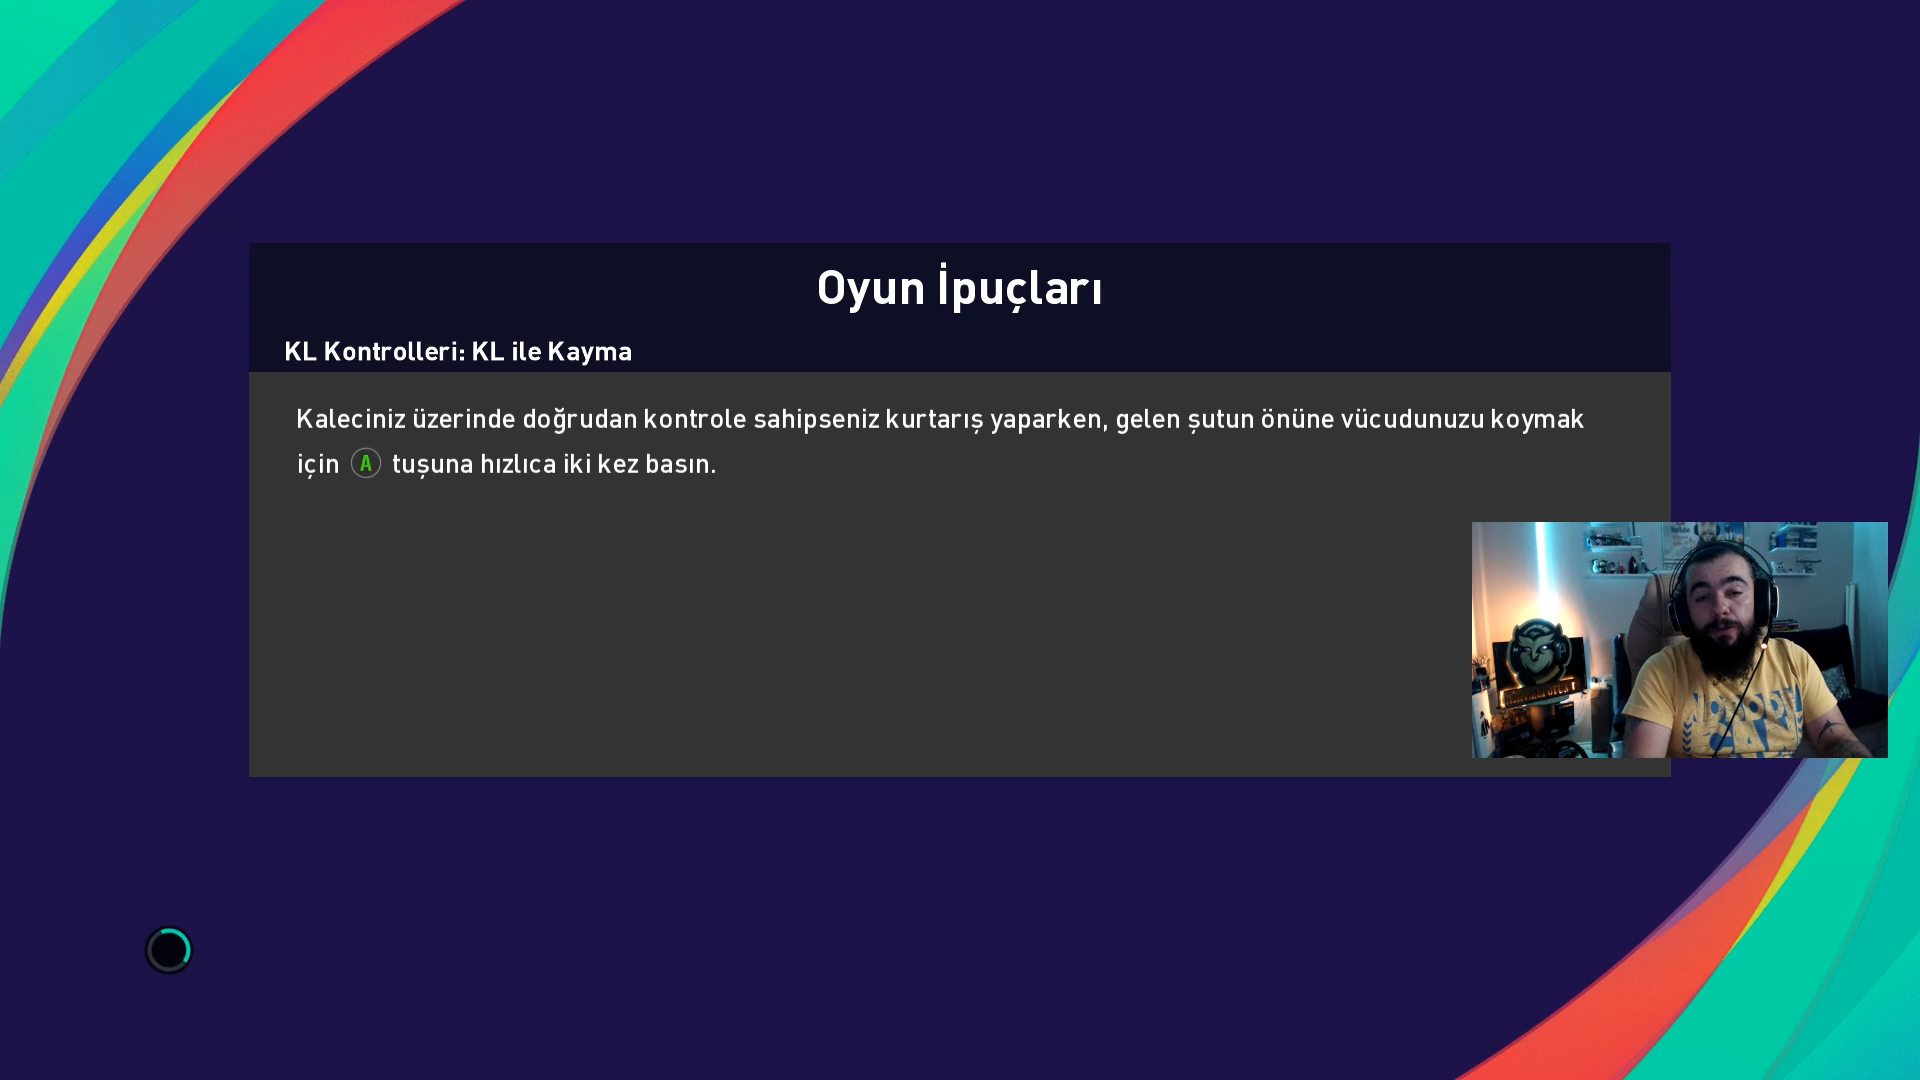 Oyun İpuçları
KL Kontrolleri: KL ile Kayma
Kaleciniz üzerinde doğrudan kontrole sahipseniz kurtarış yaparken, gelen şutun önüne vücudunuzu koymak
için A tuşuna hızlıca iki kez basın.